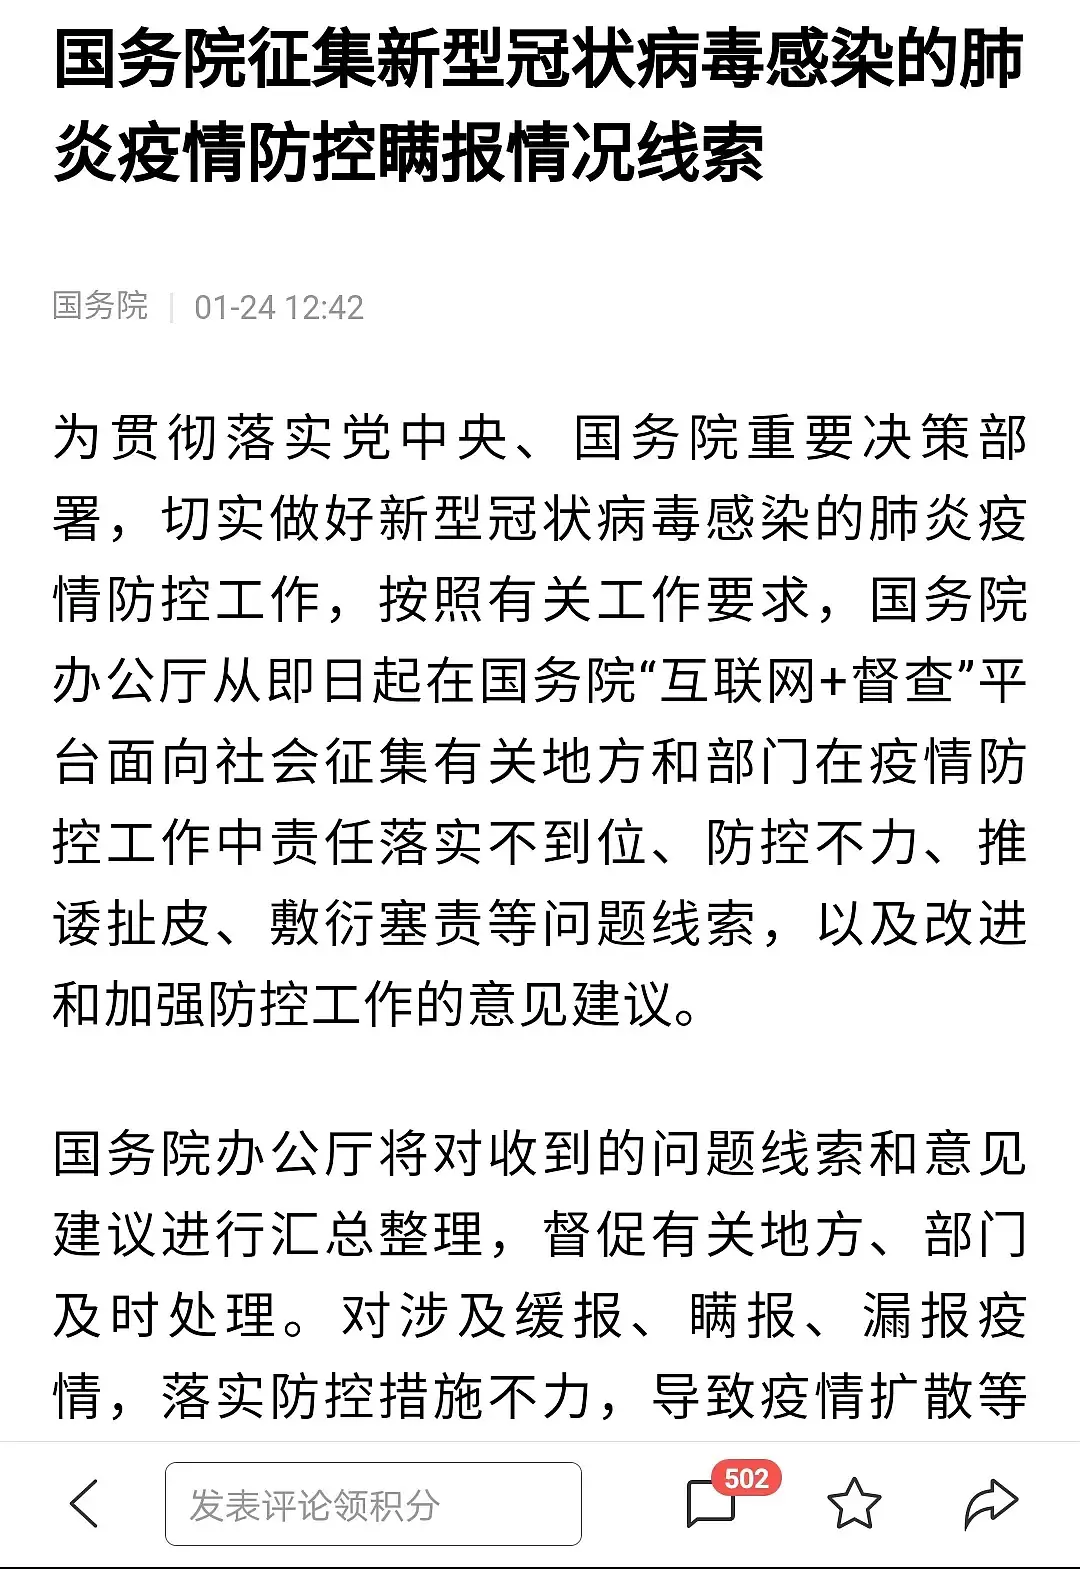 国务院征集新型冠状病毒感染的肺
炎疫情防控瞒报情况线索
国务院 | 01-24 12:42
为贯彻落实党中央、国务院重要决策部
署，切实做好新型冠状病毒感染的肺炎疫
情防控工作，按照有关工作要求，国务院
办公厅从即日起在国务院“互联网+督查”平
台面向社会征集有关地方和部门在疫情防
控工作中责任落实不到位、防控不力、推
诿扯皮、敷衍塞责等问题线索，以及改进
和加强防控工作的意见建议。
国务院办公厅将对收到的问题线索和意见
建议进行汇总整理，督促有关地方、部门
及时处理。对涉及缓报、瞒报、漏报疫
情，落实防控措施不力，导致疫情扩散等
发表评论领积分
502